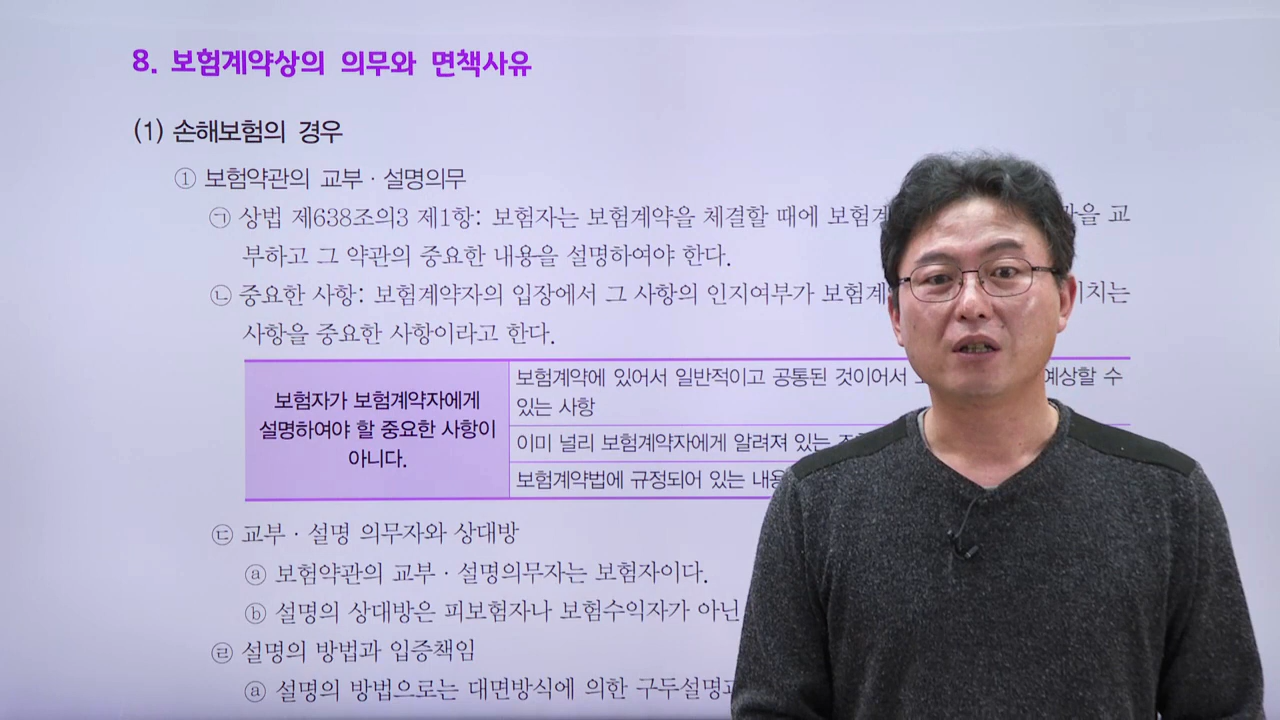 8. 보험계약상의 의무와 면책사유
(1) 손해보험의 경우
① 보험약관의 교부 · 설명의무
㉠ 상법 제638조의3 제1항: 보험자는 보험계약을 체결할 때에 보험계 을 교
부하고 그 약관의 중요한 내용을 설명하여야 한다.
㉡ 중요한 사항: 보험계약자의 입장에서 그 사항의 인지여부가 보험계 치는
사항을 중요한 사항이라고 한다.
보험자가 보험계약자에게
설명하여야 할 중요한 사항이
아니다.
보험계약에 있어서 일반적이고 공통된 것이어서 예상할 수
있는 사항
이미 널리 보험계약자에게 알려져 있는
보험계약법에 규정되어 있는 내용
㉢ 교부 · 설명 의무자와 상대방
ⓐ 보험약관의 교부 · 설명의무자는 보험자이다.
ⓑ 설명의 상대방은 피보험자나 보험수익자가 아닌
㉣ 설명의 방법과 입증책임
ⓐ 설명의 방법으로는 대면방식에 의한 구두설명